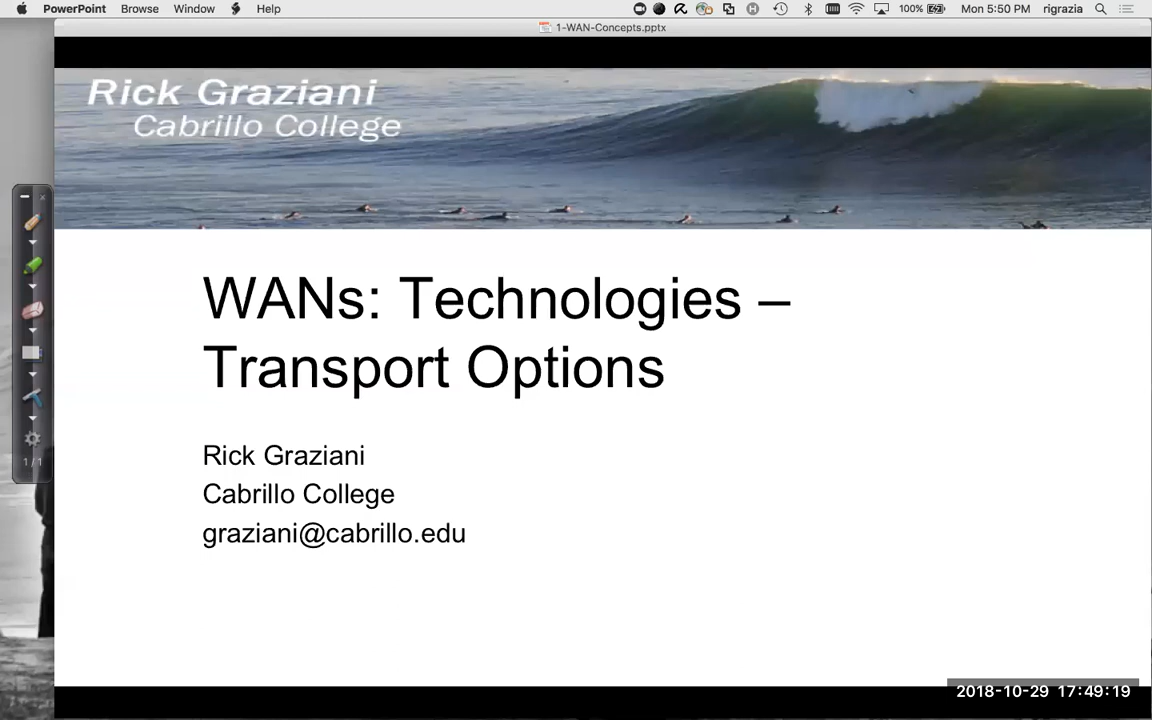 PowerPoint Browse Window Help 100% Mon 5:50 PM rigrazia
1-WAN-Concepts.pptx
Rick Graziani
Cabrillo College
WANs: Technologies –
Transport Options
Rick Graziani
Cabrillo College
graziani@cabrillo.edu
1 / 1
2018-10-29 17:49:19